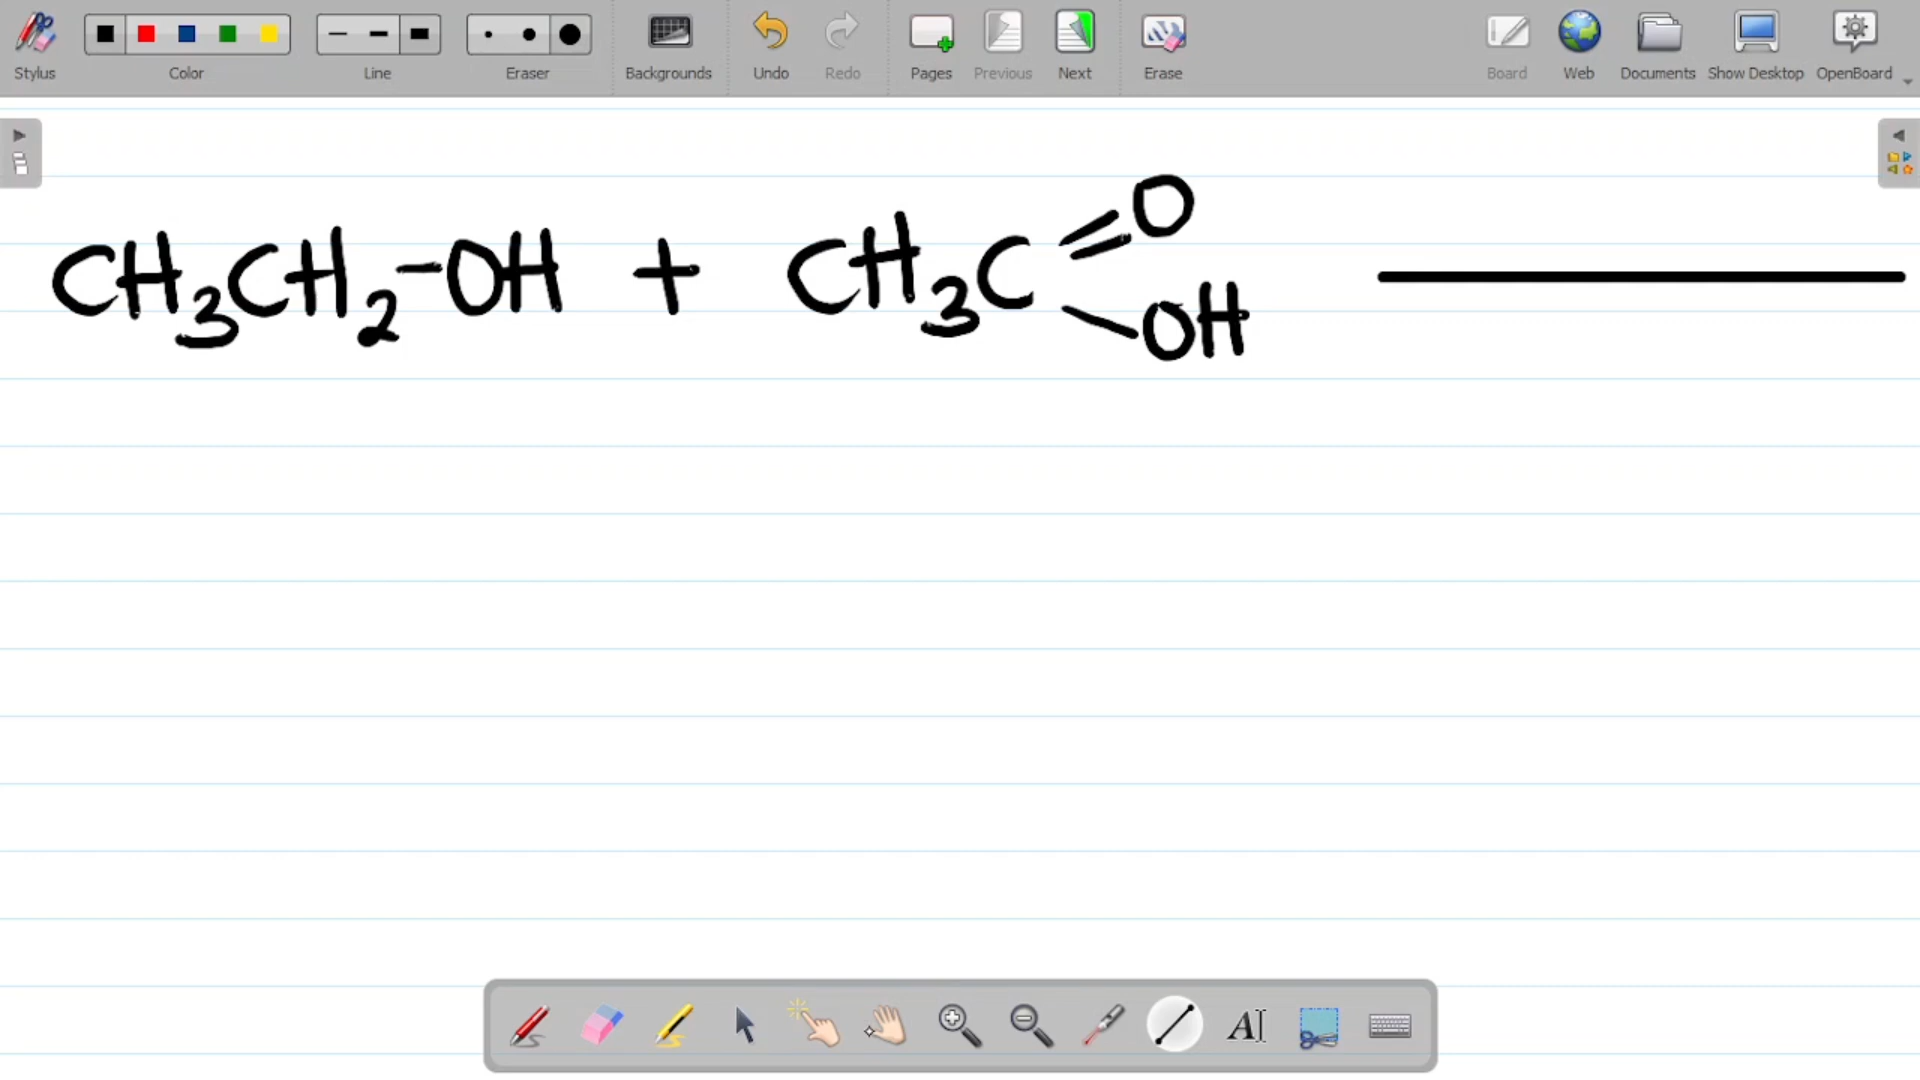 Stylus Color Line Eraser Backgrounds Undo Redo Pages Previous Next Erase Board Web Documents Show Desktop OpenBoard
O
CH₃CH₂-OH + CH₃C=
-OH
A